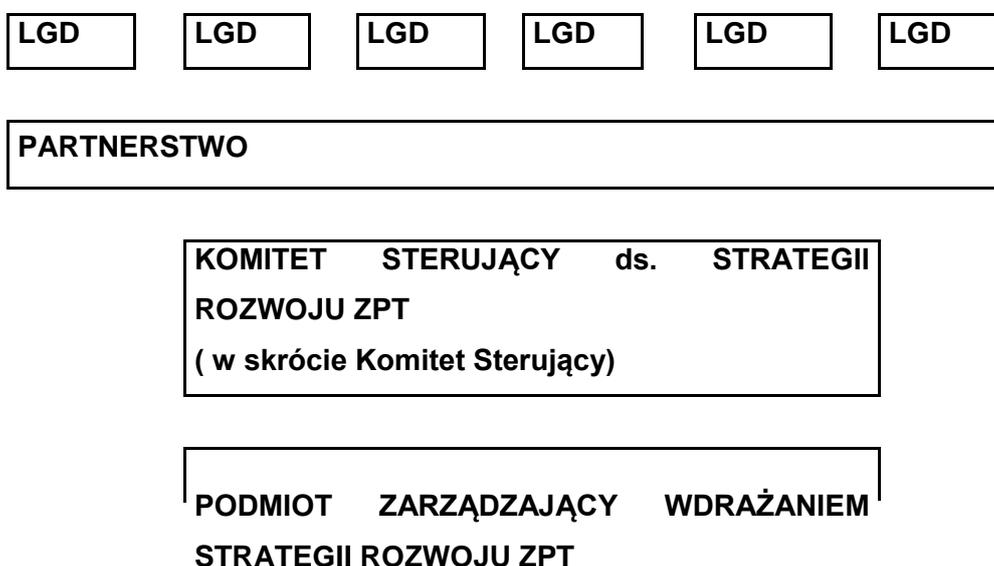 LGD LGD LGD LGD LGD LGD
PARTNERSTWO
KOMITET STERUJĄCY ds. STRATEGII
ROZWOJU ZPT
( w skrócie Komitet Sterujący)
PODMIOT ZARZĄDZAJĄCY WDRAŻANIEM
STRATEGII ROZWOJU ZPT